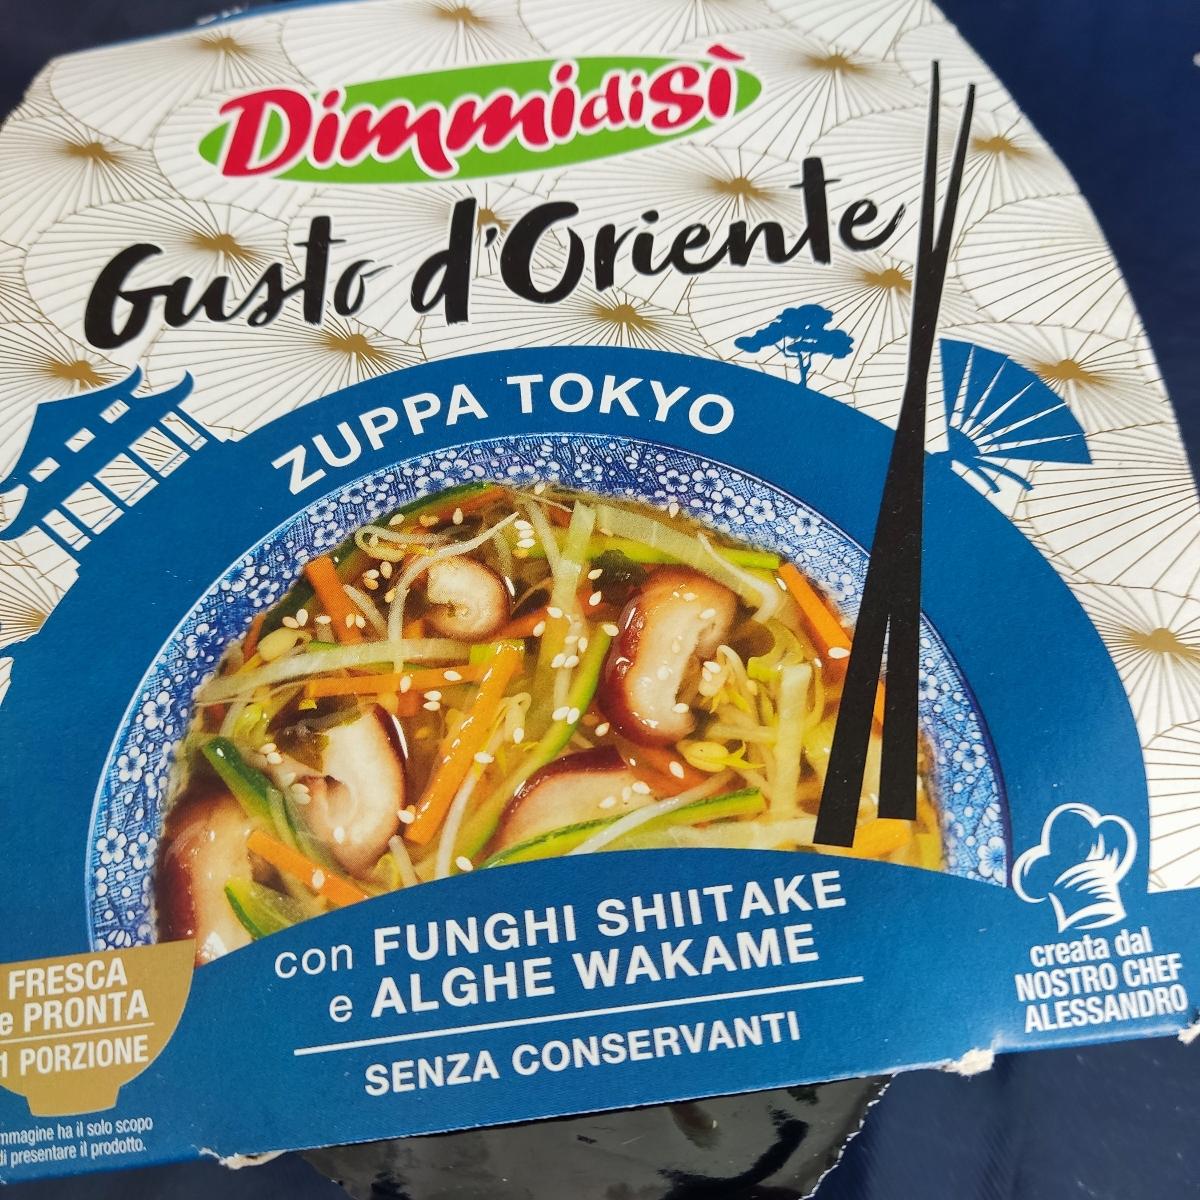 Dimmidisì
Gusto d'Oriente
ZUPPA TOKYO
con FUNGHI SHIITAKE
e ALGHE WAKAME
SENZA CONSERVANTI
FRESCA
e PRONTA
1 PORZIONE
creata dal
NOSTRO CHEF
ALESSANDRO
mmagine ha il solo scopo
di presentare il prodotto.